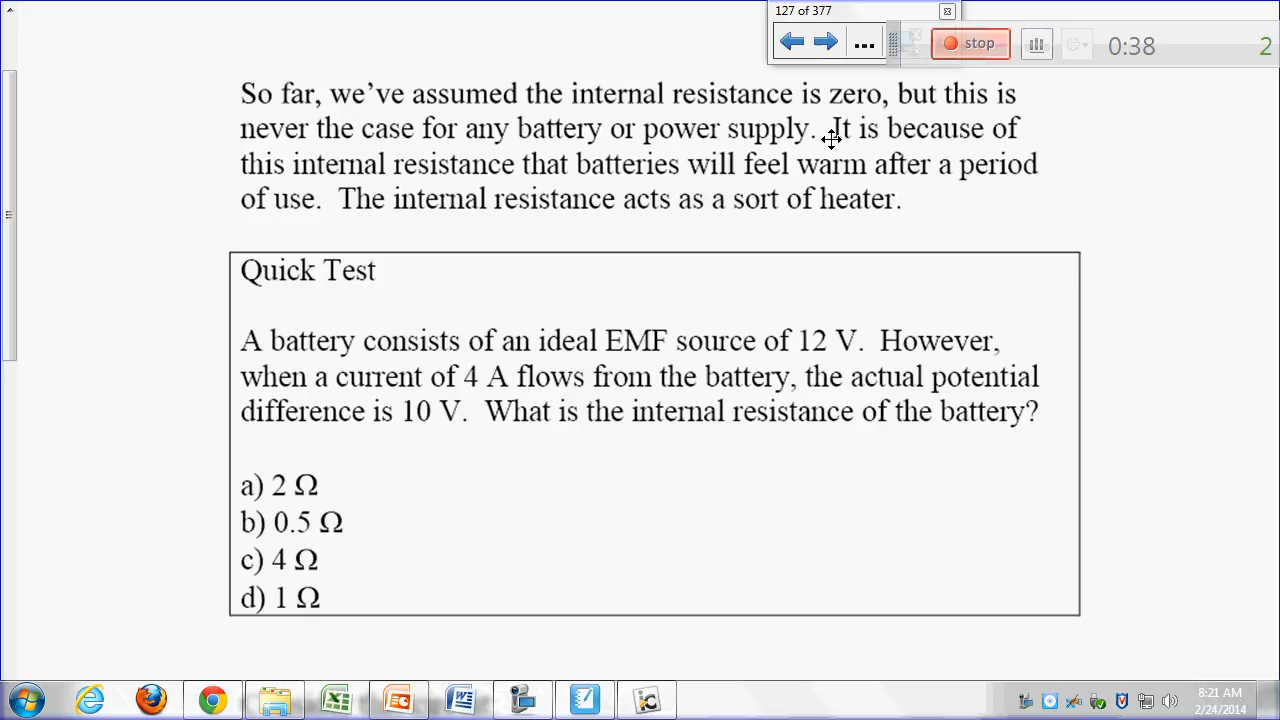 127 of 377
...
stop
0:38
2
So far, we've assumed the internal resistance is zero, but this is
never the case for any battery or power supply. It is because of
this internal resistance that batteries will feel warm after a period
of use. The internal resistance acts as a sort of heater.
Quick Test
A battery consists of an ideal EMF source of 12 V. However,
when a current of 4 A flows from the battery, the actual potential
difference is 10 V. What is the internal resistance of the battery?
a) 2 Ω
b) 0.5 Ω
c) 4 Ω
d) 1 Ω
8:21 AM
2/24/2014